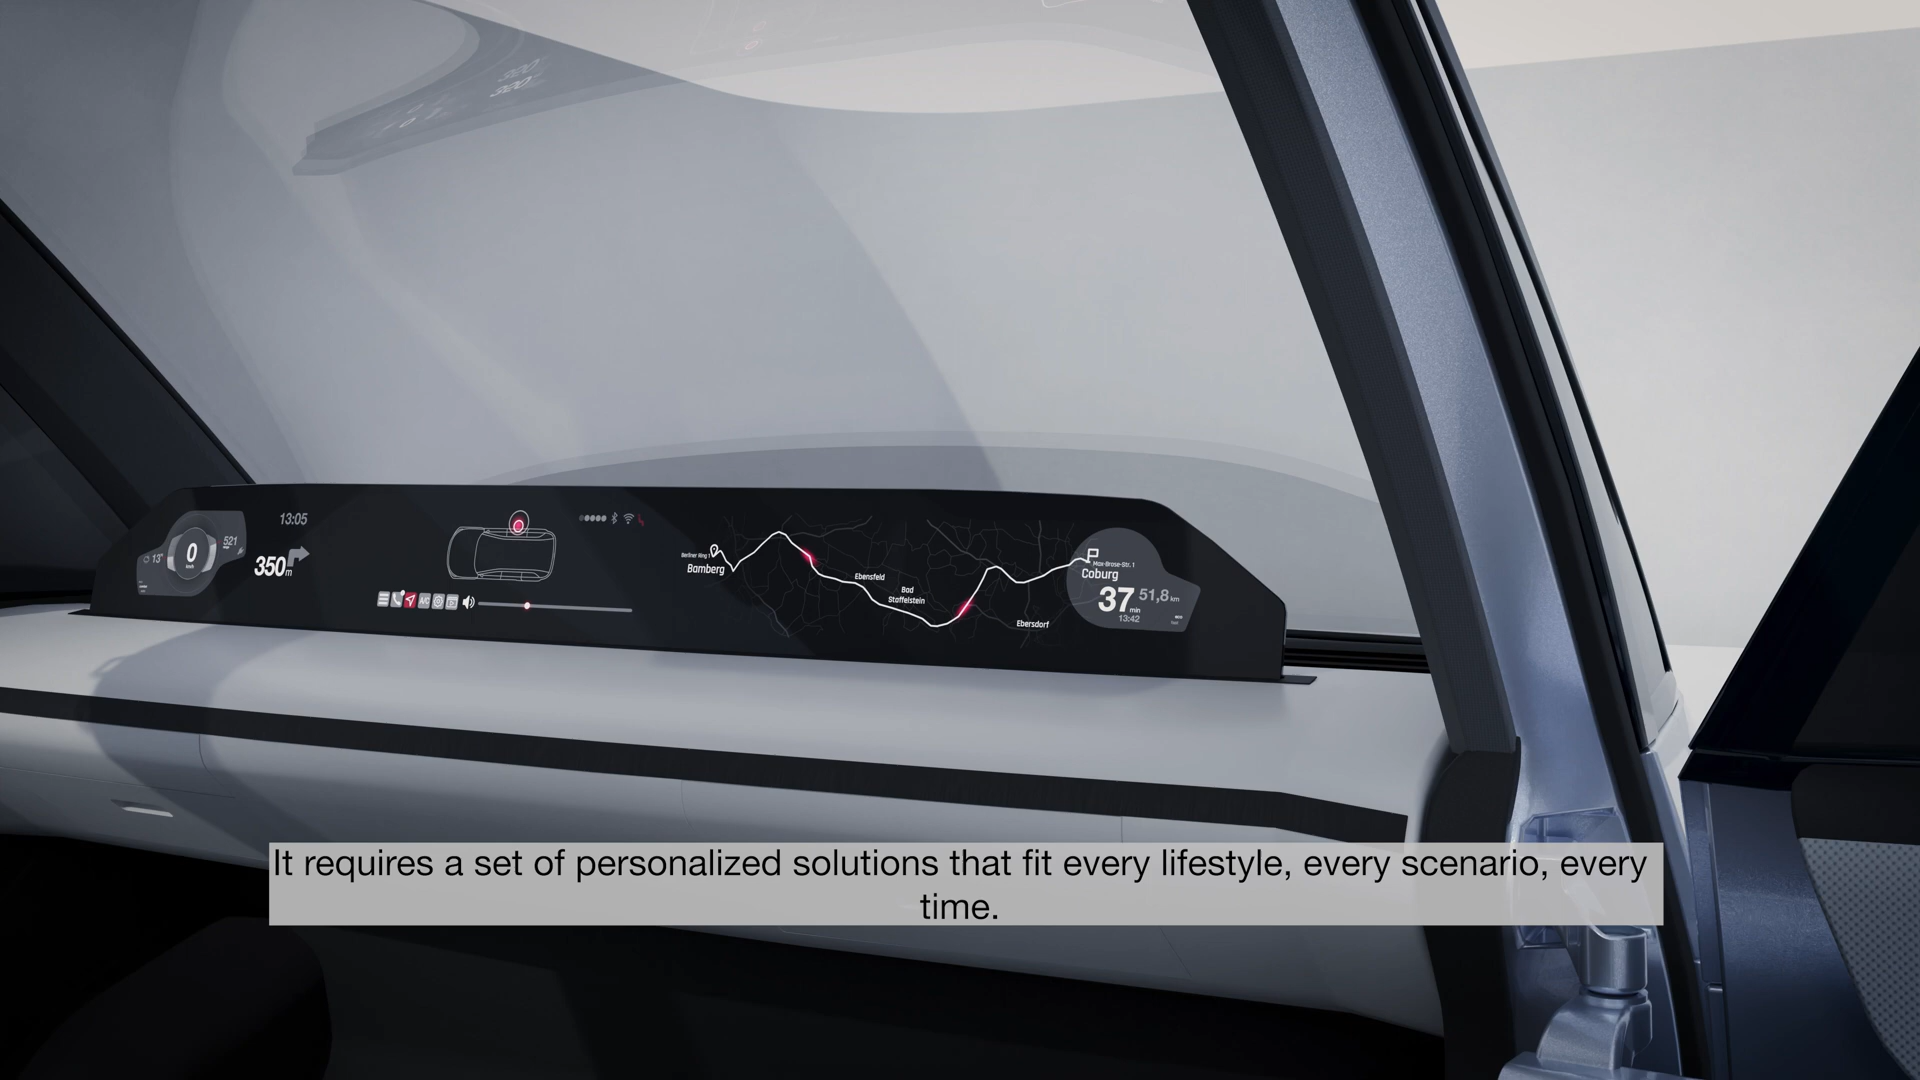 13:05
13°
0
km/h
521
350m
A/C
Berliner Ring 1
Bamberg
Ebensfeld
Bad
Staffelstein
Ebersdorf
Max-Brose-Str. 1
Coburg
37 min
51,8 km
13:42
It requires a set of personalized solutions that fit every lifestyle, every scenario, every
time.